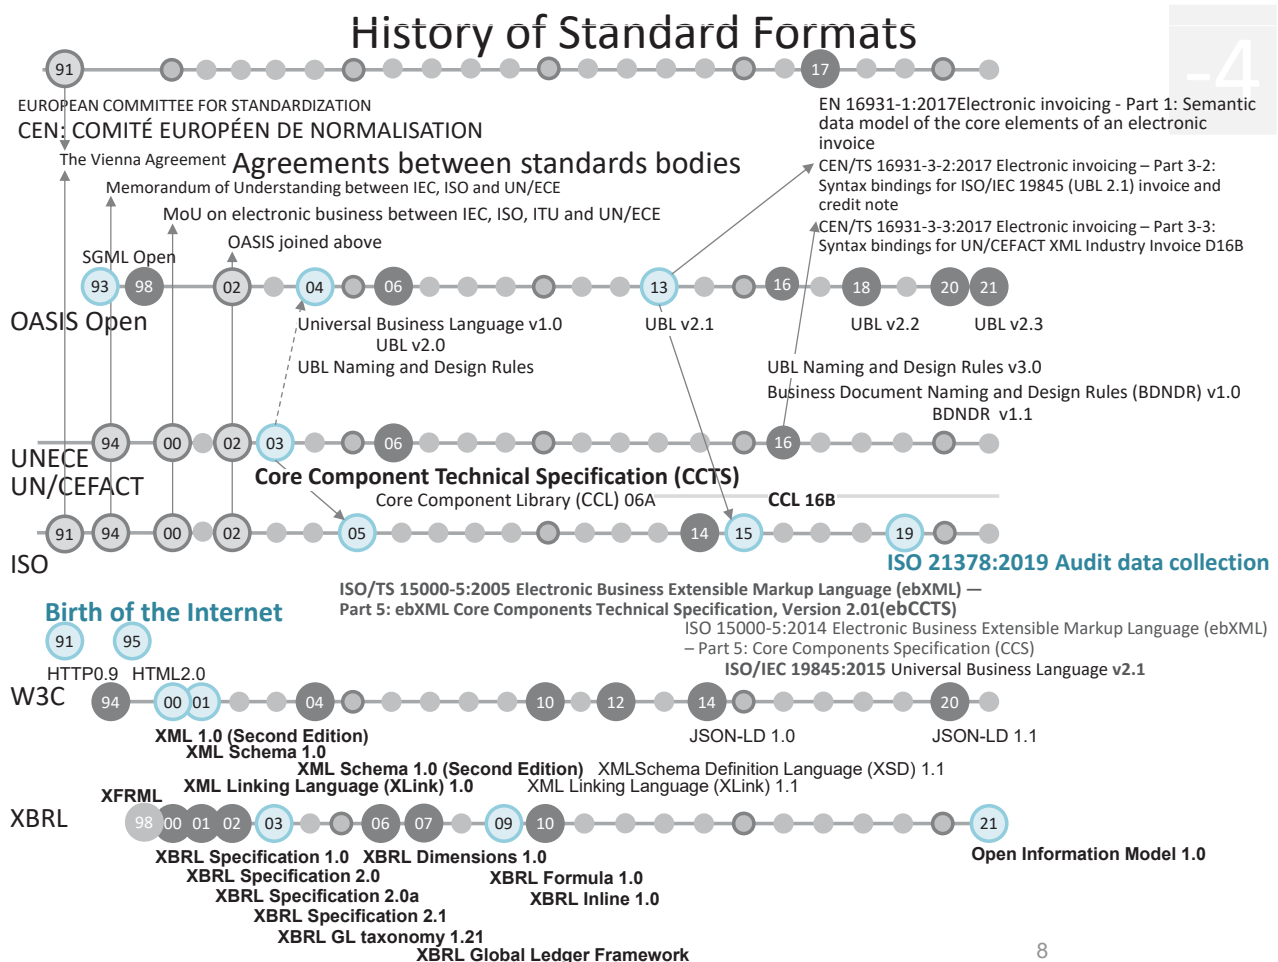 History of Standard Formats
-4
91
17
EUROPEAN COMMITTEE FOR STANDARDIZATION
CEN: COMITÉ EUROPÉEN DE NORMALISATION
EN 16931-1:2017Electronic invoicing - Part 1: Semantic
data model of the core elements of an electronic
invoice
CEN/TS 16931-3-2:2017 Electronic invoicing – Part 3-2:
Syntax bindings for ISO/IEC 19845 (UBL 2.1) invoice and
credit note
CEN/TS 16931-3-3:2017 Electronic invoicing – Part 3-3:
Syntax bindings for UN/CEFACT XML Industry Invoice D16B
The Vienna Agreement
Agreements between standards bodies
Memorandum of Understanding between IEC, ISO and UN/ECE
MoU on electronic business between IEC, ISO, ITU and UN/ECE
OASIS joined above
SGML Open
93 98 02 04 06 13 16 18 20 21
OASIS Open
Universal Business Language v1.0
UBL v2.1
UBL v2.2
UBL v2.3
UBL v2.0
UBL Naming and Design Rules
UBL Naming and Design Rules v3.0
Business Document Naming and Design Rules (BDNDR) v1.0
BDNDR v1.1
94 00 02 03 06 16
UNECE
UN/CEFACT
Core Component Technical Specification (CCTS)
Core Component Library (CCL) 06A
CCL 16B
91 94 00 02 05 14 15 19
ISO
ISO 21378:2019 Audit data collection
ISO/TS 15000-5:2005 Electronic Business Extensible Markup Language (ebXML) —
Part 5: ebXML Core Components Technical Specification, Version 2.01(ebCCTS)
ISO 15000-5:2014 Electronic Business Extensible Markup Language (ebXML)
– Part 5: Core Components Specification (CCS)
ISO/IEC 19845:2015 Universal Business Language v2.1
Birth of the Internet
91 95
HTTP0.9 HTML2.0
W3C
94 00 01 04 10 12 14 20
XML 1.0 (Second Edition)
JSON-LD 1.0
JSON-LD 1.1
XML Schema 1.0
XML Schema 1.0 (Second Edition)
XMLSchema Definition Language (XSD) 1.1
XML Linking Language (XLink) 1.0
XML Linking Language (XLink) 1.1
XFRML
XBRL
98 00 01 02 03 06 07 09 10 21
XBRL Specification 1.0
XBRL Dimensions 1.0
Open Information Model 1.0
XBRL Specification 2.0
XBRL Formula 1.0
XBRL Specification 2.0a
XBRL Inline 1.0
XBRL Specification 2.1
XBRL GL taxonomy 1.21
XBRL Global Ledger Framework
8